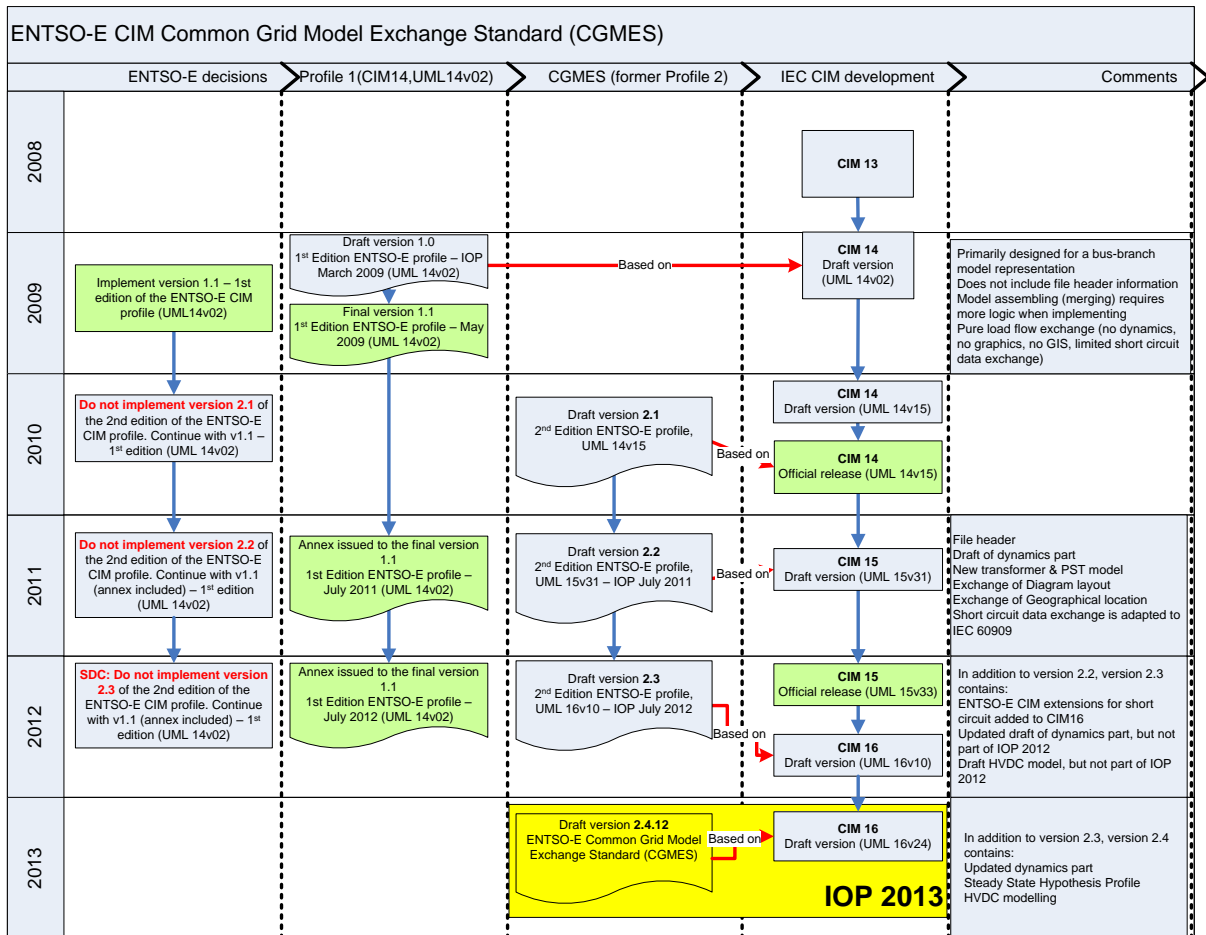 ENTSO-E CIM Common Grid Model Exchange Standard (CGMES)
ENTSO-E decisions
Profile 1(CIM14,UML14v02)
CGMES (former Profile 2)
IEC CIM development
Comments
2008
CIM 13
2009
Implement version 1.1 – 1st
edition of the ENTSO-E CIM
profile (UML14v02)
Draft version 1.0
1st Edition ENTSO-E profile – IOP
March 2009 (UML 14v02)
Final version 1.1
1st Edition ENTSO-E profile – May
2009 (UML 14v02)
Based on
CIM 14
Draft version
(UML 14v02)
Primarily designed for a bus-branch
model representation
Does not include file header information
Model assembling (merging) requires
more logic when implementing
Pure load flow exchange (no dynamics,
no graphics, no GIS, limited short circuit
data exchange)
2010
Do not implement version 2.1 of
the 2nd edition of the ENTSO-E
CIM profile. Continue with v1.1 –
1st edition (UML 14v02)
Draft version 2.1
2nd Edition ENTSO-E profile,
UML 14v15
Based on
CIM 14
Draft version (UML 14v15)
CIM 14
Official release (UML 14v15)
2011
Do not implement version 2.2 of
the 2nd edition of the ENTSO-E
CIM profile. Continue with v1.1
(annex included) – 1st edition
(UML 14v02)
Annex issued to the final version
1.1
1st Edition ENTSO-E profile –
July 2011 (UML 14v02)
Draft version 2.2
2nd Edition ENTSO-E profile,
UML 15v31 – IOP July 2011
Based on
CIM 15
Draft version (UML 15v31)
File header
Draft of dynamics part
New transformer & PST model
Exchange of Diagram layout
Exchange of Geographical location
Short circuit data exchange is adapted to
IEC 60909
2012
SDC: Do not implement version
2.3 of the 2nd edition of the
ENTSO-E CIM profile. Continue
with v1.1 (annex included) – 1st
edition (UML 14v02)
Annex issued to the final version
1.1
1st Edition ENTSO-E profile –
July 2012 (UML 14v02)
Draft version 2.3
2nd Edition ENTSO-E profile,
UML 16v10 – IOP July 2012
Based on
CIM 15
Official release (UML 15v33)
CIM 16
Draft version (UML 16v10)
In addition to version 2.2, version 2.3
contains:
ENTSO-E CIM extensions for short
circuit added to CIM16
Updated draft of dynamics part, but not
part of IOP 2012
Draft HVDC model, but not part of IOP
2012
2013
Draft version 2.4.12
ENTSO-E Common Grid Model
Exchange Standard (CGMES)
Based on
CIM 16
Draft version (UML 16v24)
IOP 2013
In addition to version 2.3, version 2.4
contains:
Updated dynamics part
Steady State Hypothesis Profile
HVDC modelling